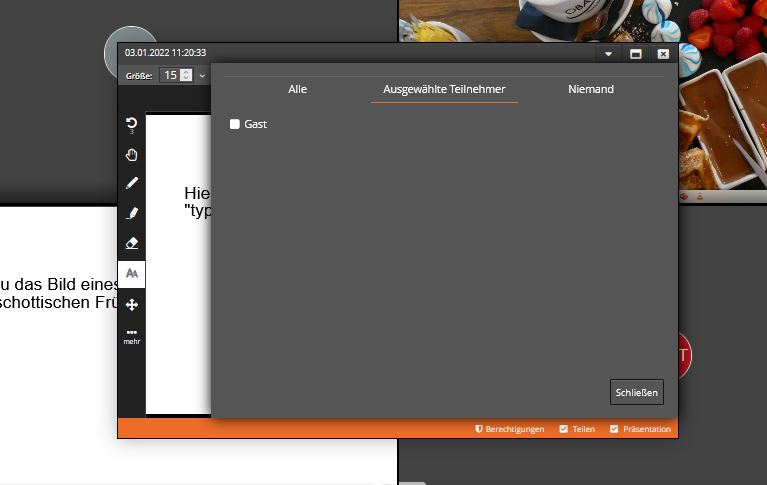 03.01.2022 11:20:33
Größe: 15
Alle Ausgewählte Teilnehmer Niemand
Gast
3
Hie
"typ
u das Bild eines
schottischen Frü
mehr
T
Schließen
Berechtigungen Teilen Präsentation